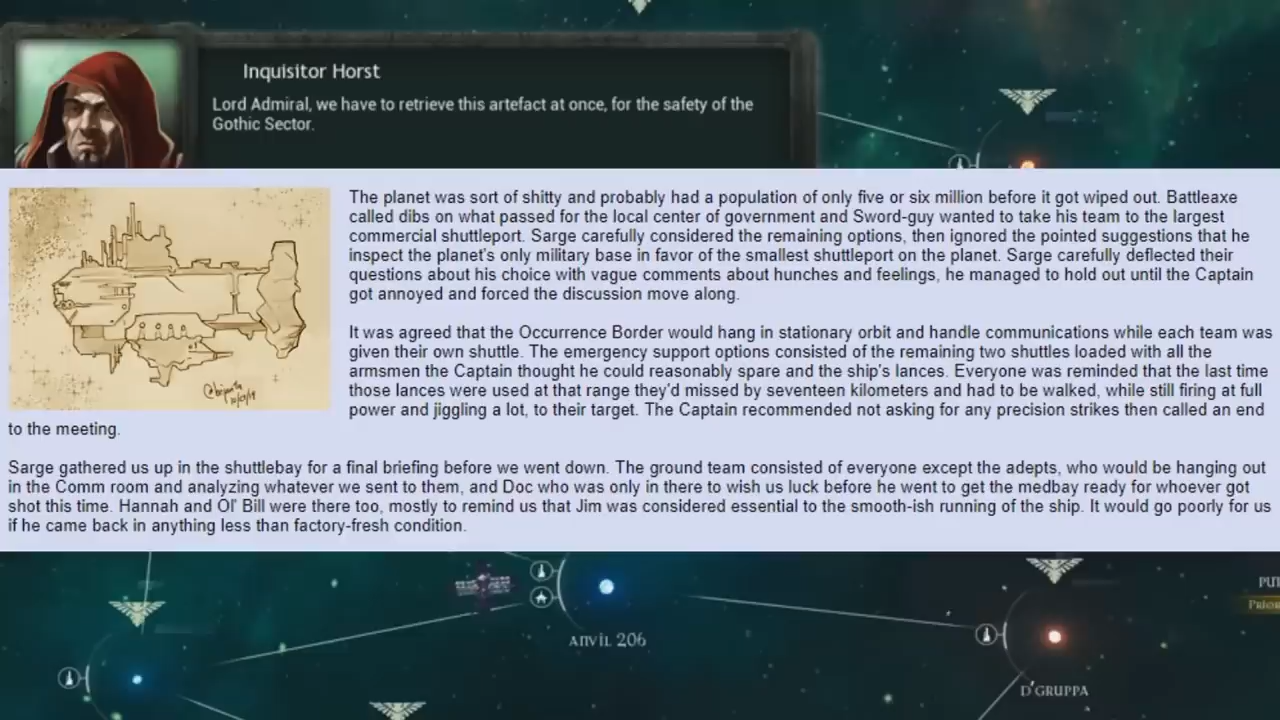 Inquisitor Horst
Lord Admiral, we have to retrieve this artefact at once, for the safety of the
Gothic Sector.
The planet was sort of shitty and probably had a population of only five or six million before it got wiped out. Battleaxe
called dibs on what passed for the local center of government and Sword-guy wanted to take his team to the largest
commercial shuttleport. Sarge carefully considered the remaining options, then ignored the pointed suggestions that he
inspect the planet's only military base in favor of the smallest shuttleport on the planet. Sarge carefully deflected their
questions about his choice with vague comments about hunches and feelings, he managed to hold out until the Captain
got annoyed and forced the discussion move along.
It was agreed that the Occurrence Border would hang in stationary orbit and handle communications while each team was
given their own shuttle. The emergency support options consisted of the remaining two shuttles loaded with all the
armsmen the Captain thought he could reasonably spare and the ship's lances. Everyone was reminded that the last time
those lances were used at that range they'd missed by seventeen kilometers and had to be walked, while still firing at full
power and jiggling a lot, to their target. The Captain recommended not asking for any precision strikes then called an end
to the meeting.
Sarge gathered us up in the shuttlebay for a final briefing before we went down. The ground team consisted of everyone except the adepts, who would be hanging out
in the Comm room and analyzing whatever we sent to them, and Doc who was only in there to wish us luck before he went to get the medbay ready for whoever got
shot this time. Hannah and Ol' Bill were there too, mostly to remind us that Jim was considered essential to the smooth-ish running of the ship. It would go poorly for us
if he came back in anything less than factory-fresh condition.
ANVIL 206
D'GRUPPA